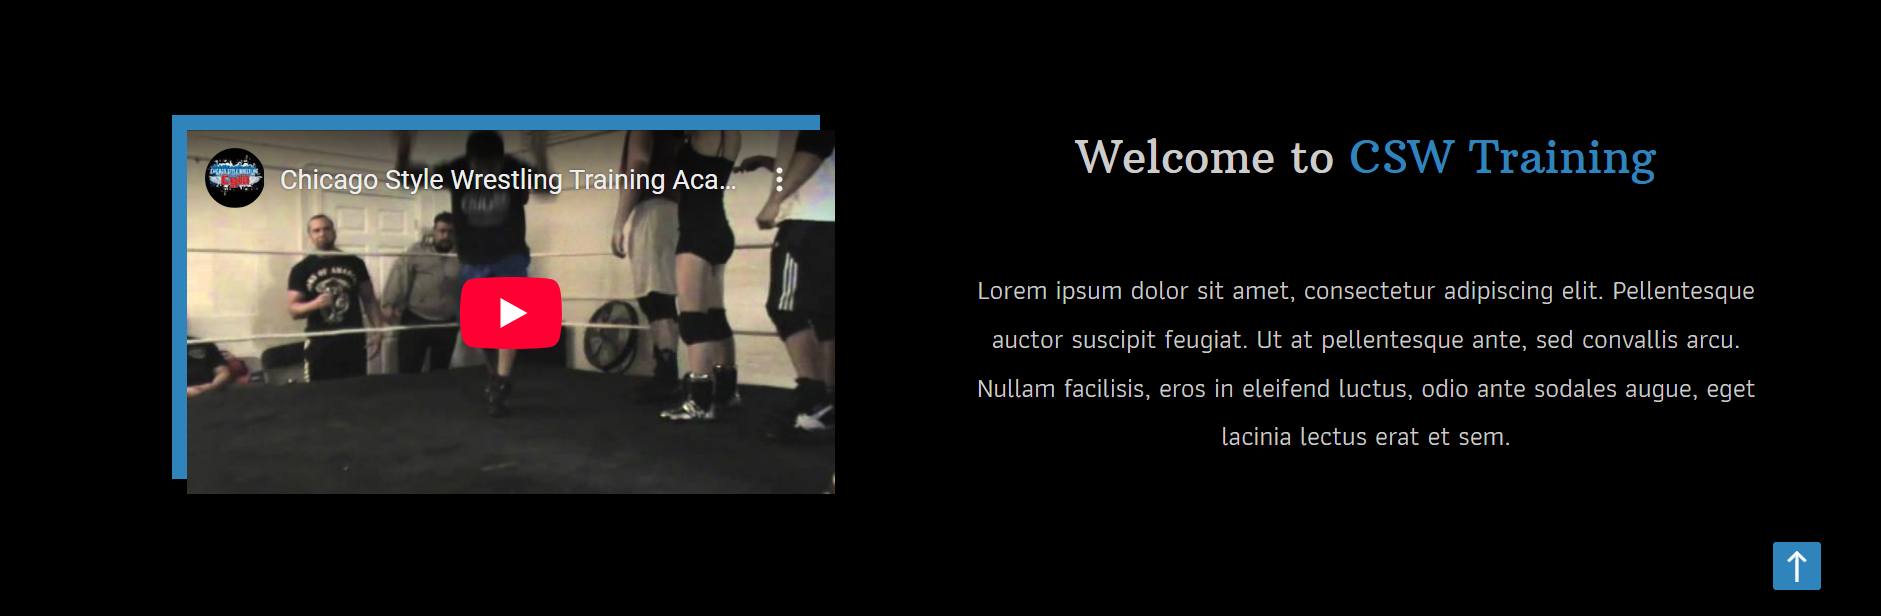 Chicago Style Wrestling Training Aca...
Welcome to CSW Training
Lorem ipsum dolor sit amet, consectetur adipiscing elit. Pellentesque
auctor suscipit feugiat. Ut at pellentesque ante, sed convallis arcu.
Nullam facilisis, eros in eleifend luctus, odio ante sodales augue, eget
lacinia lectus erat et sem.